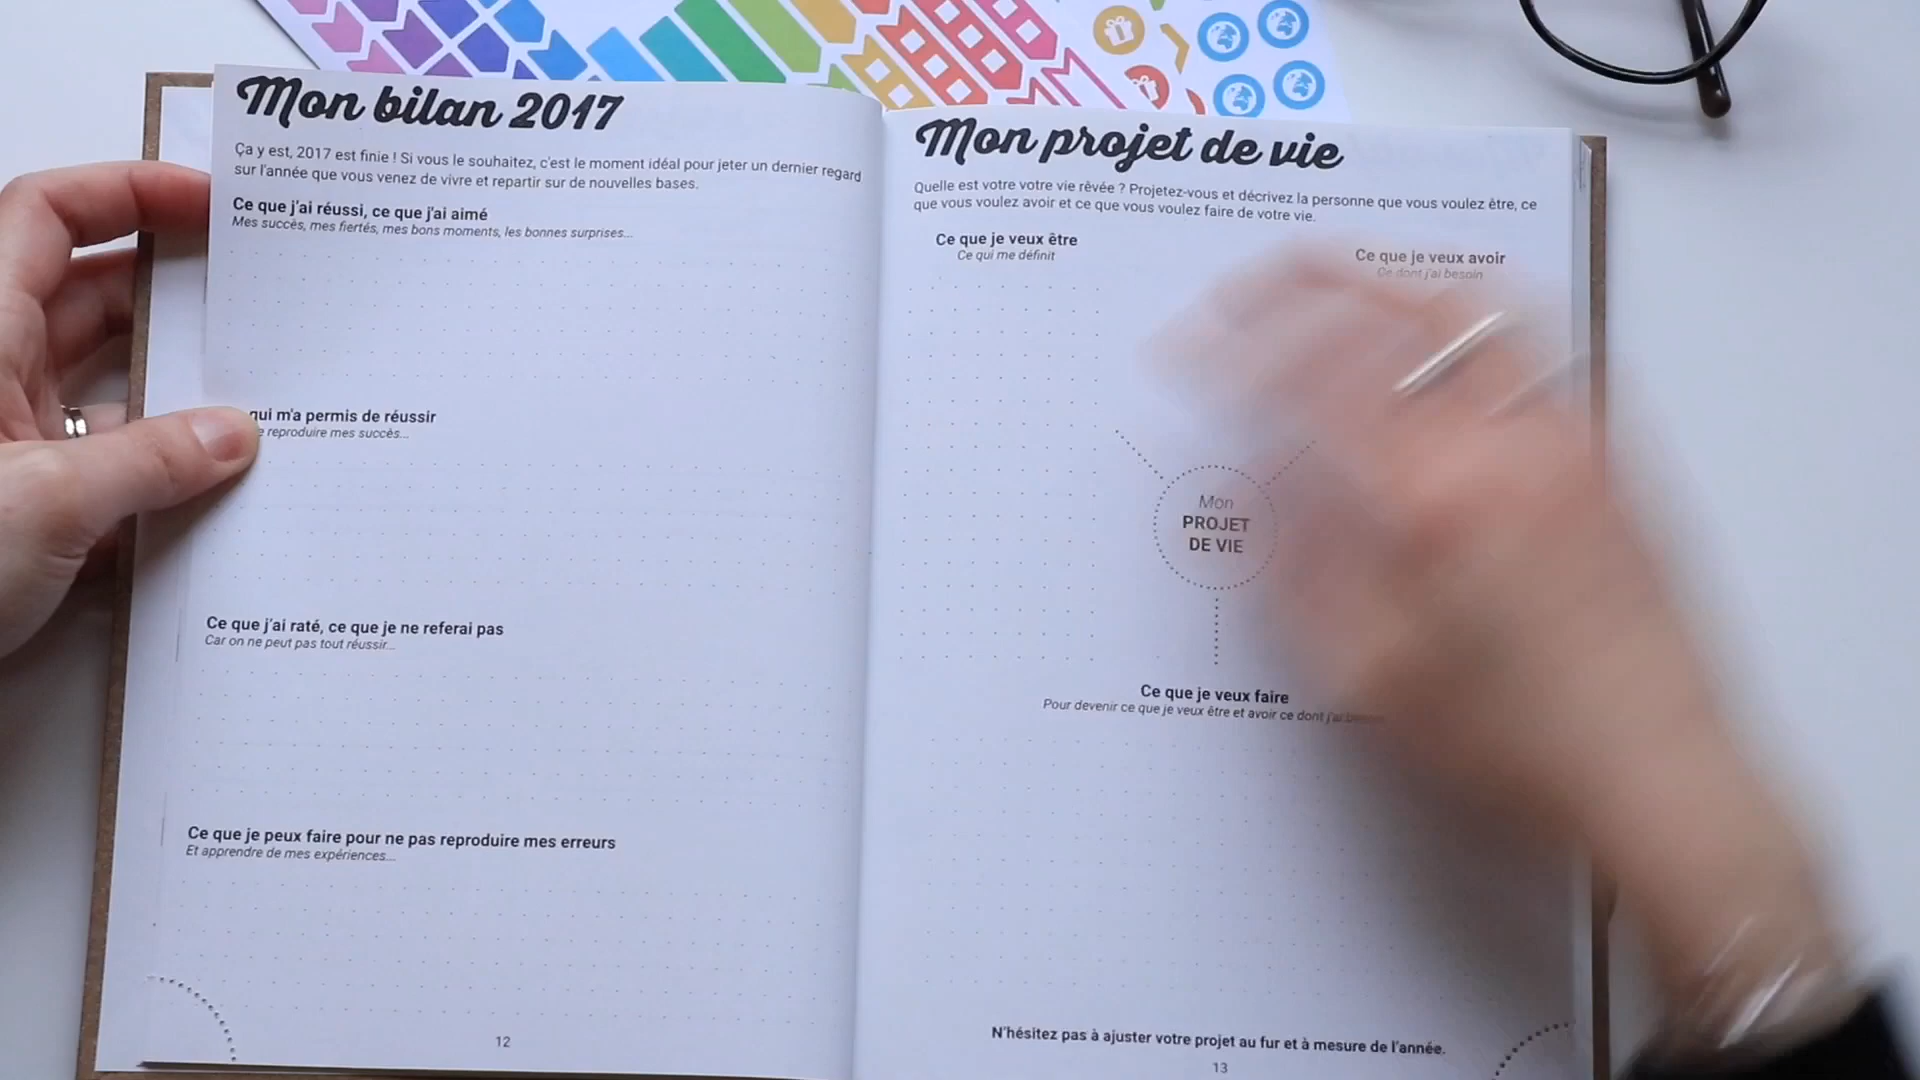 Mon bilan 2017
Ça y est, 2017 est finie ! Si vous le souhaitez, c'est le moment idéal pour jeter un dernier regard
sur l'année que vous venez de vivre et repartir sur de nouvelles bases.
Ce que j'ai réussi, ce que j'ai aimé
Mes succès, mes fiertés, mes bons moments, les bonnes surprises...
qui m'a permis de réussir
reproduire mes succès...
Ce que j'ai raté, ce que je ne referai pas
Car on ne peut pas tout réussir...
Ce que je peux faire pour ne pas reproduire mes erreurs
Et apprendre de mes expériences...
12
Mon projet de vie
Quelle est votre votre vie rêvée ? Projetez-vous et décrivez la personne que vous voulez être, ce
que vous voulez avoir et ce que vous voulez faire de votre vie.
Ce que je veux être
Ce qui me définit
Ce que je veux avoir
Ce dont j'ai besoin
Mon
PROJET
DE VIE
Ce que je veux faire
Pour devenir ce que je veux être et avoir ce dont j'ai besoin
N'hésitez pas à ajuster votre projet au fur et à mesure de l'année.
13